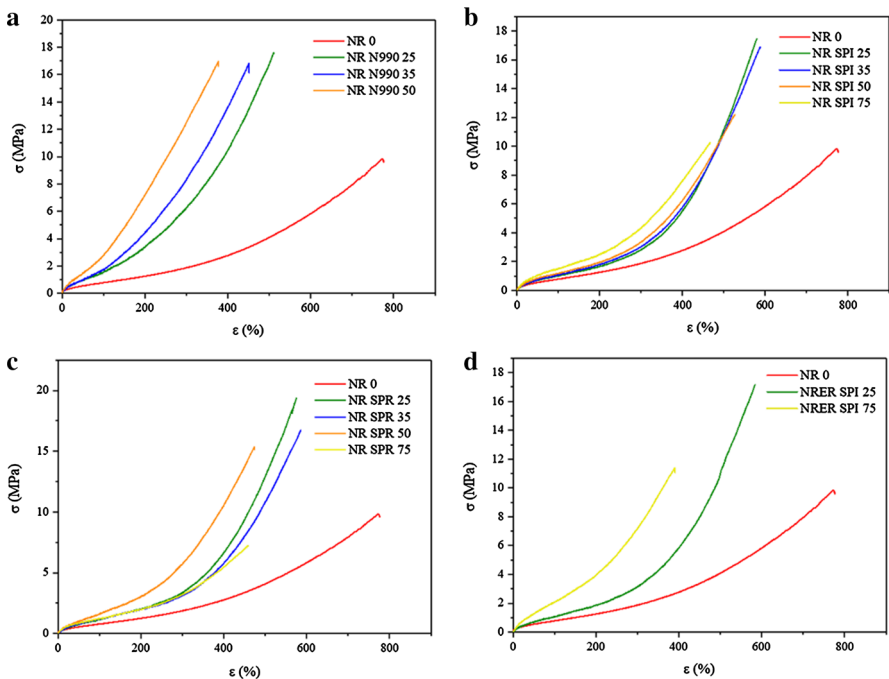 a
20
18
16
14
12
10
8
6
4
2
0
σ (MPa)
0
200
400
600
800
ε (%)
NR 0
NR N990 25
NR N990 35
NR N990 50
b
18
16
14
12
10
8
6
4
2
0
σ (MPa)
0
200
400
600
800
ε (%)
NR 0
NR SPI 25
NR SPI 35
NR SPI 50
NR SPI 75
c
20
15
10
5
0
σ (MPa)
0
200
400
600
800
ε (%)
NR 0
NR SPR 25
NR SPR 35
NR SPR 50
NR SPR 75
d
18
16
14
12
10
8
6
4
2
0
σ (MPa)
0
200
400
600
800
ε (%)
NR 0
NRER SPI 25
NRER SPI 75